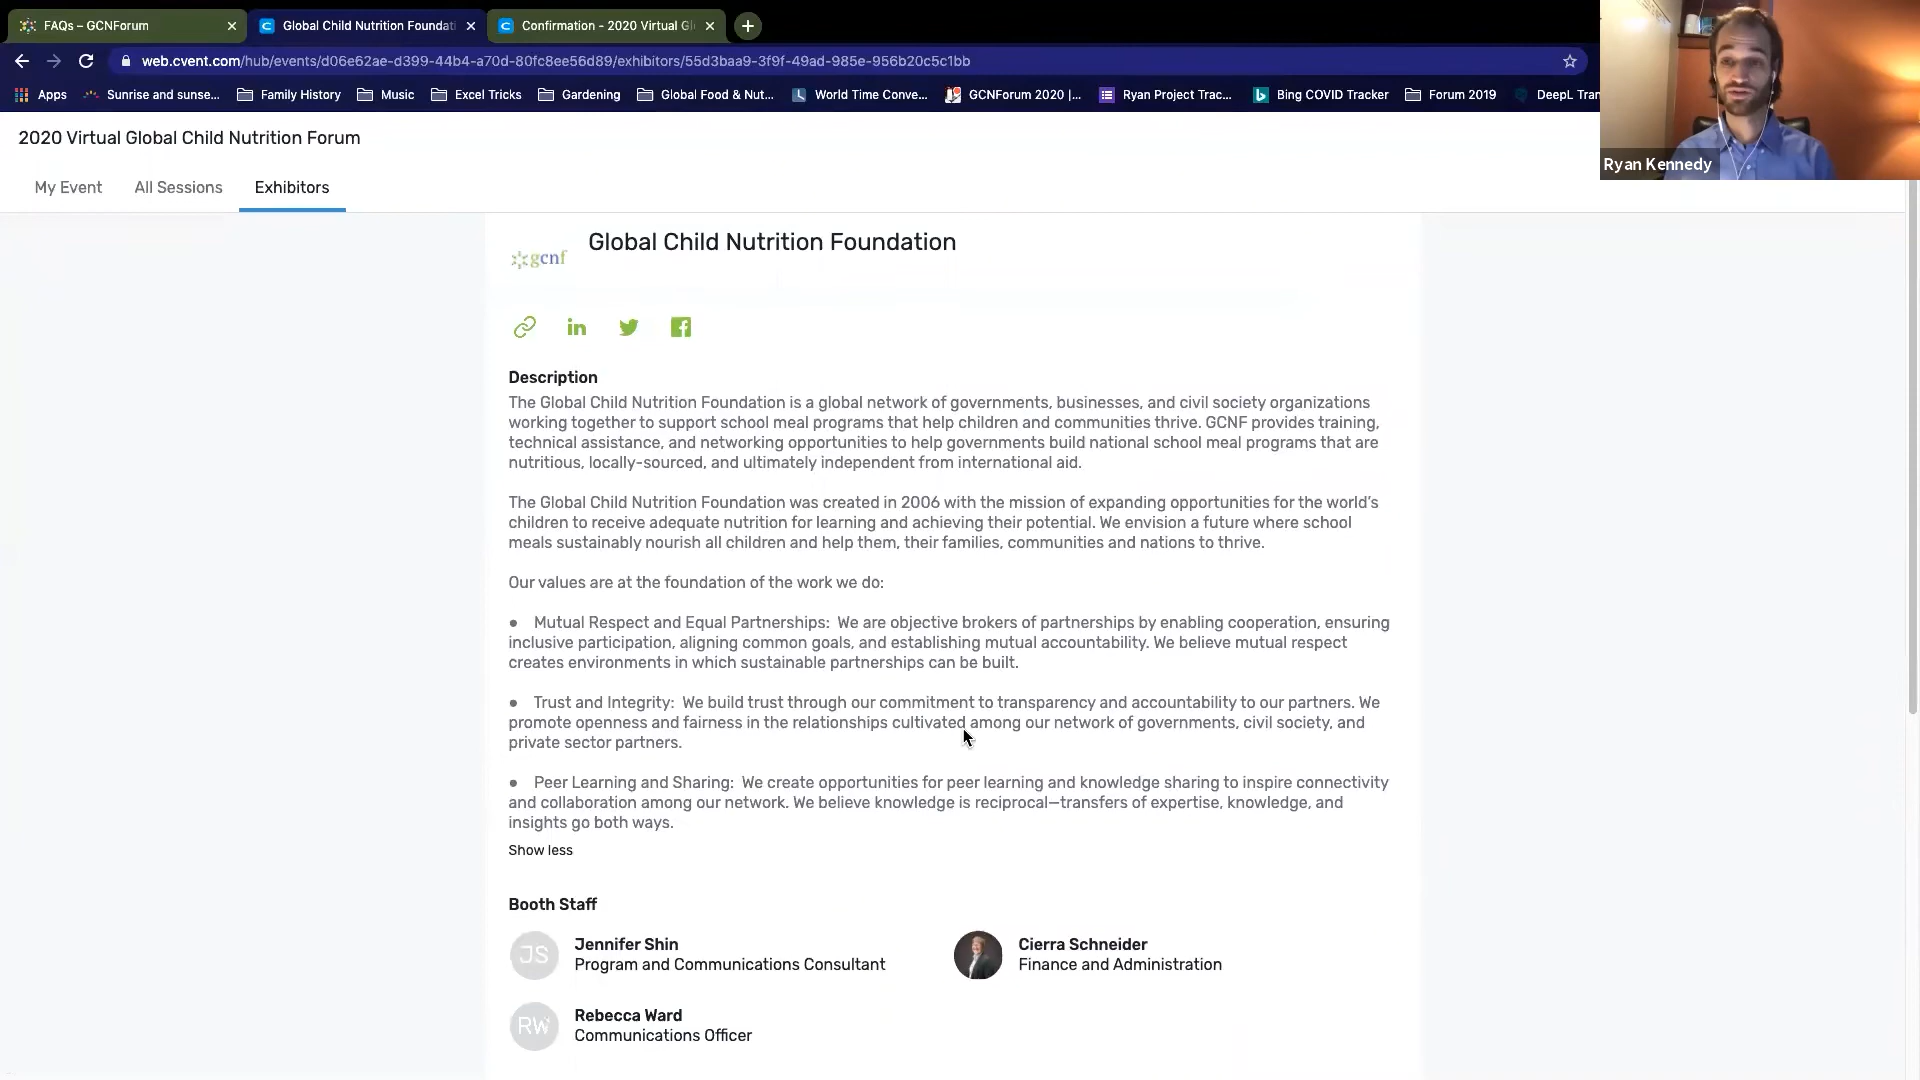 FAQs – GCNForum
Global Child Nutrition Foundati
Confirmation - 2020 Virtual Gl
web.cvent.com/hub/events/d06e62ae-d399-44b4-a70d-80fc8ee56d89/exhibitors/55d3baa9-3f9f-49ad-985e-956b20c5c1bb
Apps
Sunrise and sunse...
Family History
Music
Excel Tricks
Gardening
Global Food & Nut...
World Time Conve...
GCNForum 2020 |...
Ryan Project Trac...
Bing COVID Tracker
Forum 2019
DeepL Tran
Ryan Kennedy
2020 Virtual Global Child Nutrition Forum
My Event
All Sessions
Exhibitors
gcnf
Global Child Nutrition Foundation
Description
The Global Child Nutrition Foundation is a global network of governments, businesses, and civil society organizations
working together to support school meal programs that help children and communities thrive. GCNF provides training,
technical assistance, and networking opportunities to help governments build national school meal programs that are
nutritious, locally-sourced, and ultimately independent from international aid.
The Global Child Nutrition Foundation was created in 2006 with the mission of expanding opportunities for the world's
children to receive adequate nutrition for learning and achieving their potential. We envision a future where school
meals sustainably nourish all children and help them, their families, communities and nations to thrive.
Our values are at the foundation of the work we do:
● Mutual Respect and Equal Partnerships: We are objective brokers of partnerships by enabling cooperation, ensuring
inclusive participation, aligning common goals, and establishing mutual accountability. We believe mutual respect
creates environments in which sustainable partnerships can be built.
● Trust and Integrity: We build trust through our commitment to transparency and accountability to our partners. We
promote openness and fairness in the relationships cultivated among our network of governments, civil society, and
private sector partners.
● Peer Learning and Sharing: We create opportunities for peer learning and knowledge sharing to inspire connectivity
and collaboration among our network. We believe knowledge is reciprocal—transfers of expertise, knowledge, and
insights go both ways.
Show less
Booth Staff
JS
Jennifer Shin
Program and Communications Consultant
Cierra Schneider
Finance and Administration
RW
Rebecca Ward
Communications Officer